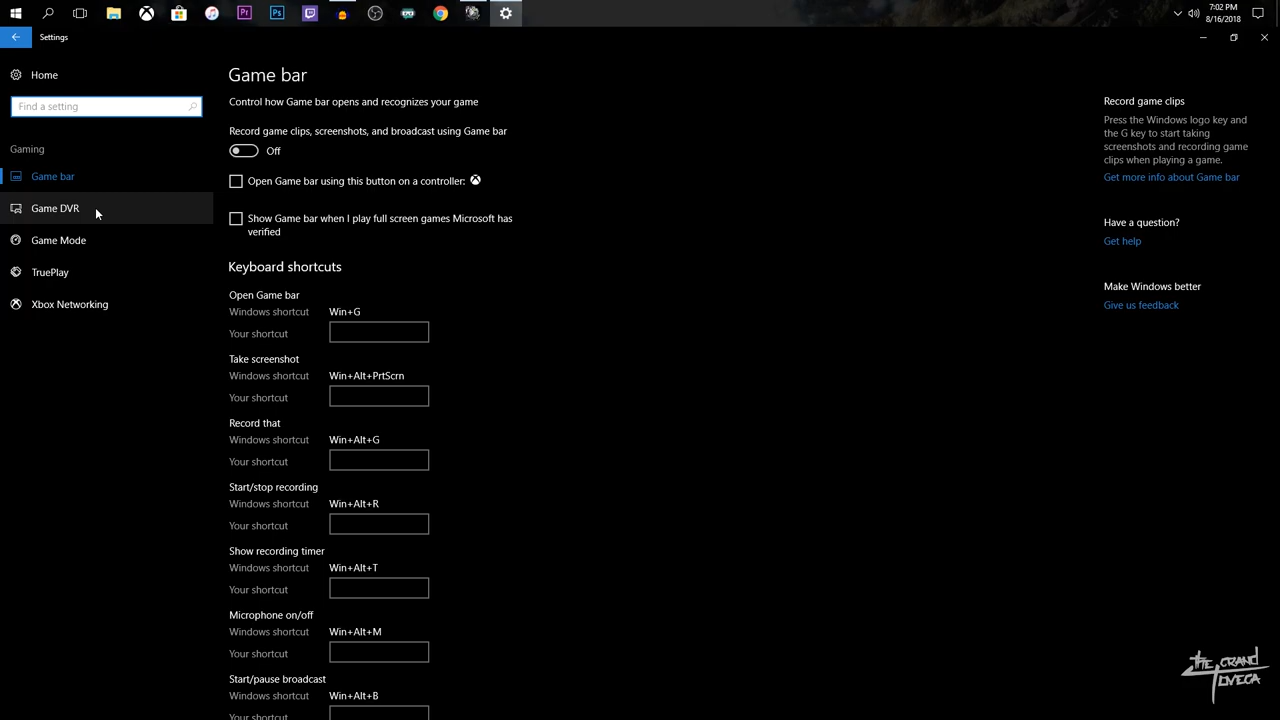 7:02 PM
8/16/2018
Settings
Home
Find a setting
Gaming
Game bar
Game DVR
Game Mode
TruePlay
Xbox Networking
Game bar
Control how Game bar opens and recognizes your game
Record game clips, screenshots, and broadcast using Game bar
Off
Open Game bar using this button on a controller:
Show Game bar when I play full screen games Microsoft has
verified
Keyboard shortcuts
Open Game bar
Windows shortcut Win+G
Your shortcut
Take screenshot
Windows shortcut Win+Alt+PrtScrn
Your shortcut
Record that
Windows shortcut Win+Alt+G
Your shortcut
Start/stop recording
Windows shortcut Win+Alt+R
Your shortcut
Show recording timer
Windows shortcut Win+Alt+T
Your shortcut
Microphone on/off
Windows shortcut Win+Alt+M
Your shortcut
Start/pause broadcast
Windows shortcut Win+Alt+B
Your shortcut
Record game clips
Press the Windows logo key and
the G key to start taking
screenshots and recording game
clips when playing a game.
Get more info about Game bar
Have a question?
Get help
Make Windows better
Give us feedback
Pr
Ps
THE GRAND